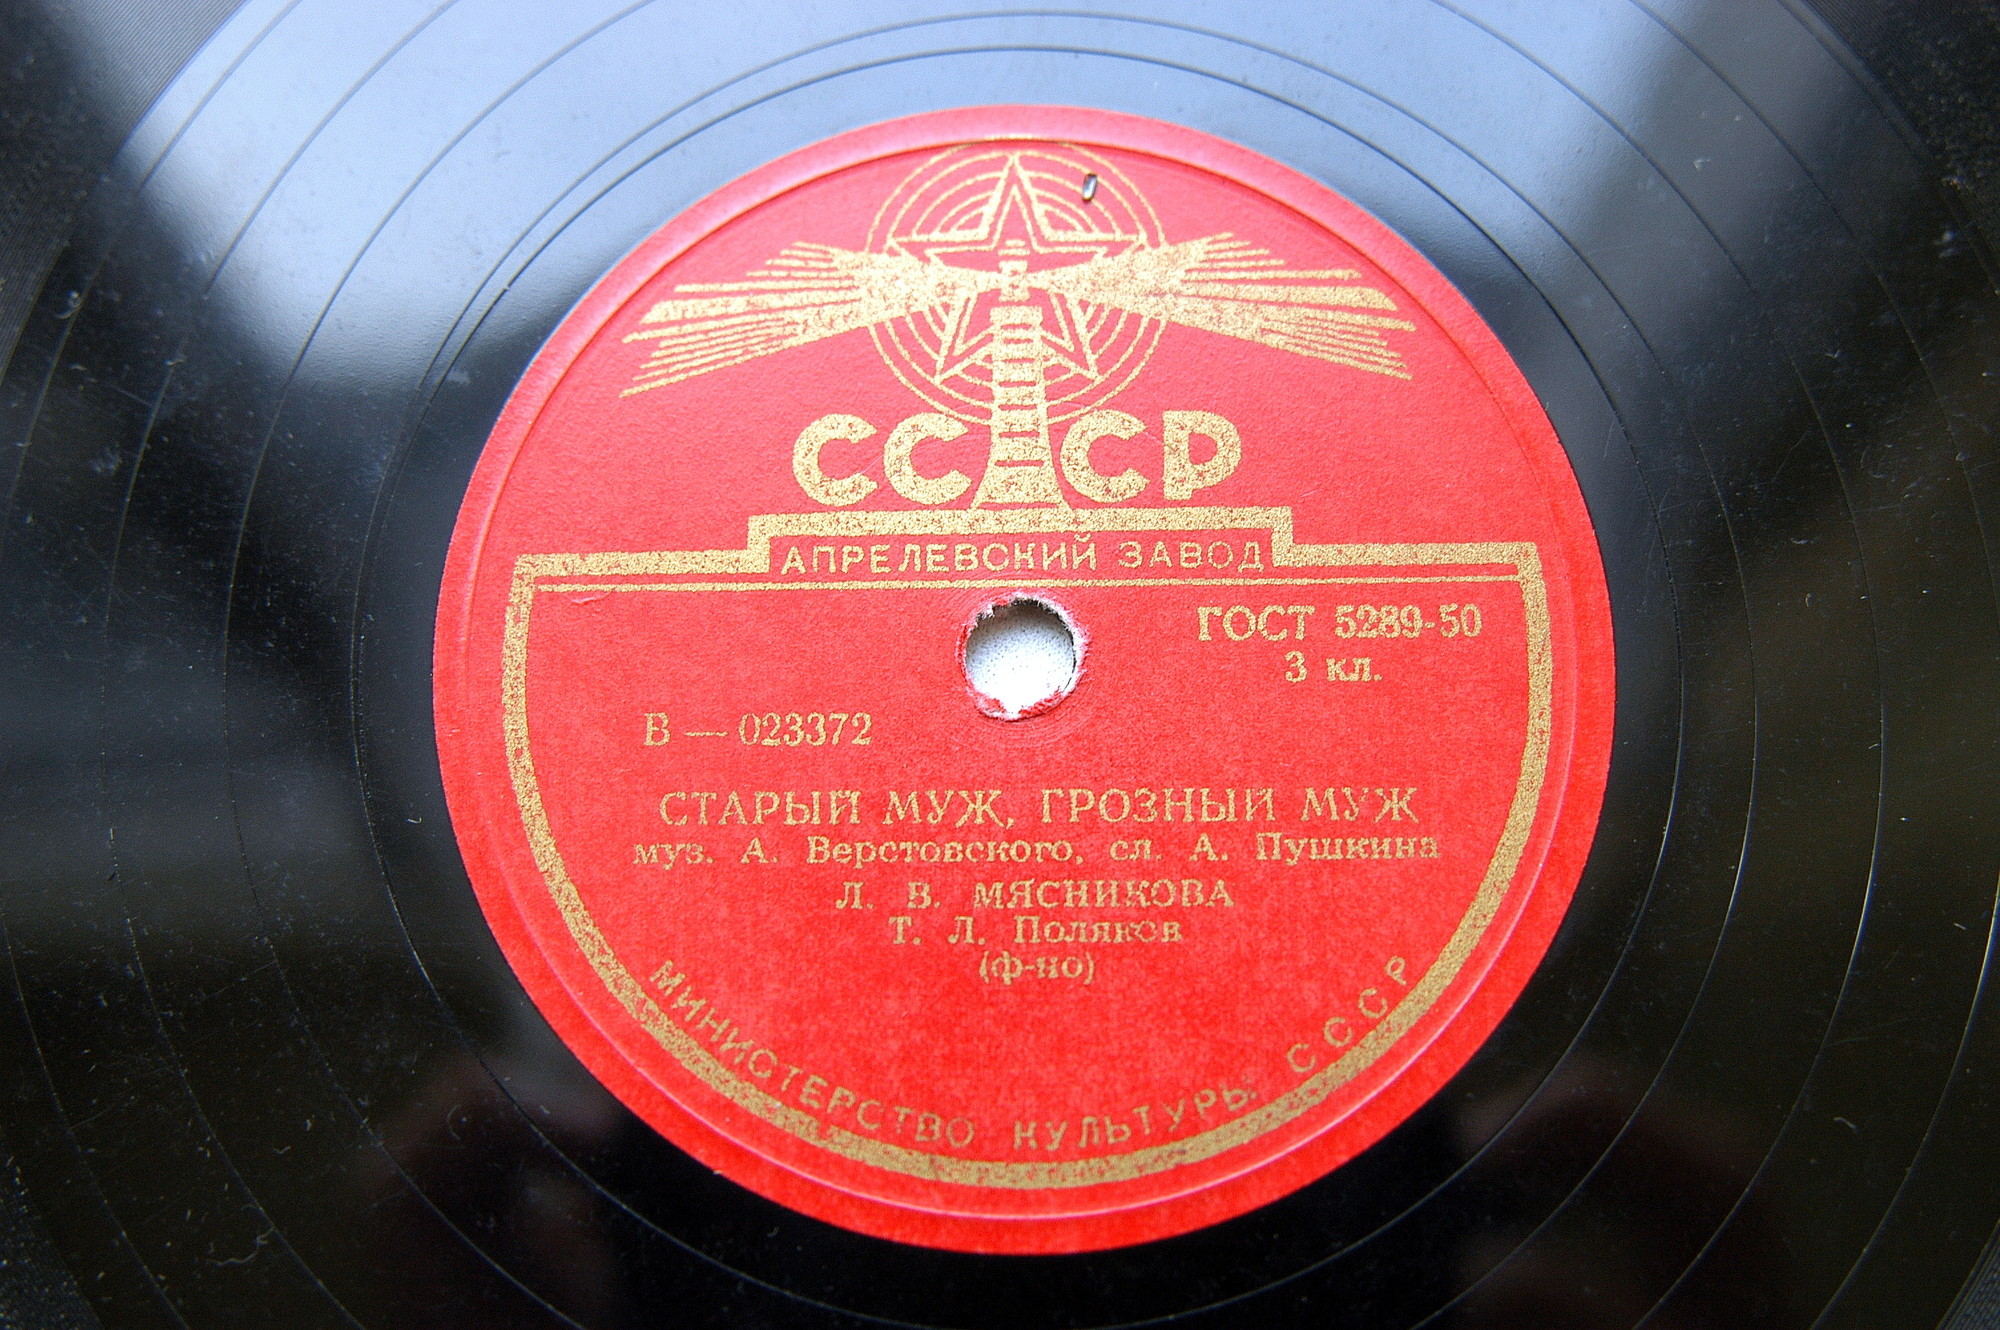 СССР
АПРЕЛЕВСКИЙ ЗАВОД
ГОСТ 5289-50
3 кл.
В — 023372
СТАРЫЙ МУЖ, ГРОЗНЫЙ МУЖ
муз. А. Верстовского, сл. А. Пушкина
Л. В. МЯСНИКОВА
Т. Л. Поляков
(ф-но)
МИНИСТЕРСТВО КУЛЬТУРЫ СССР